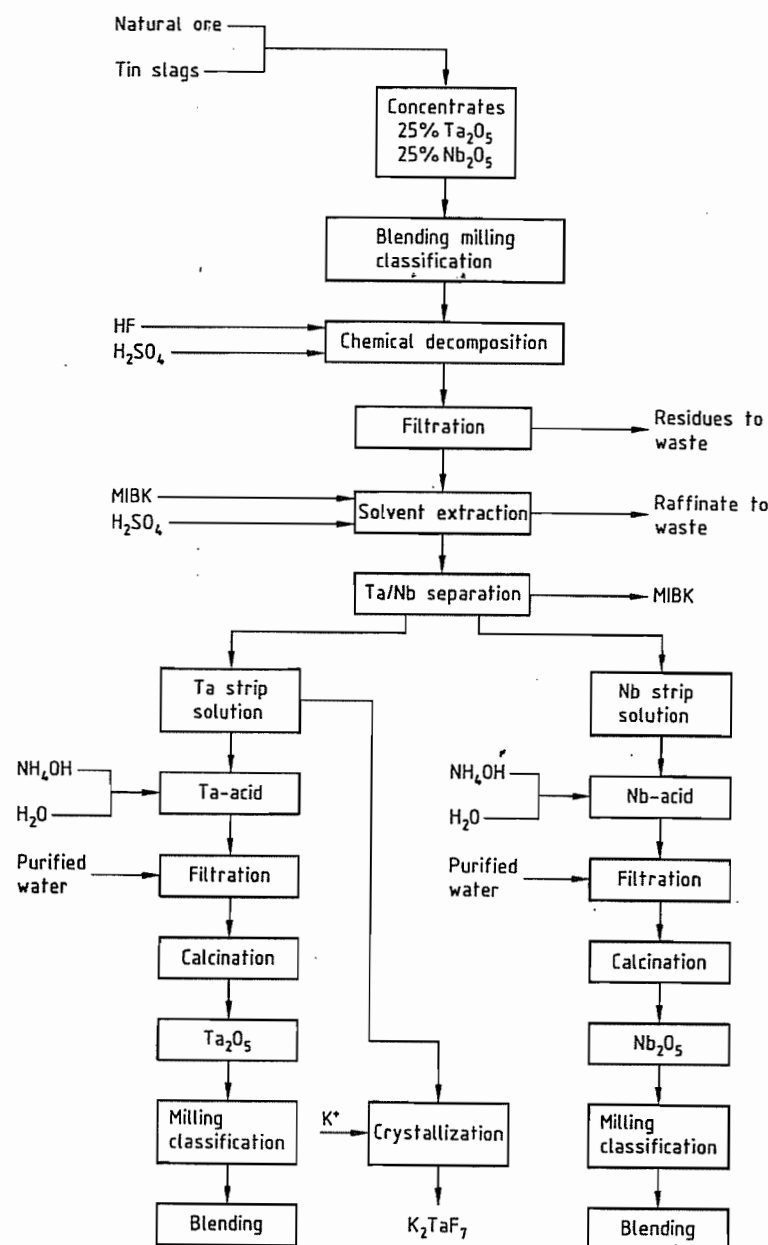 Natural ore
Tin slags
Concentrates
25% Ta₂O₅
25% Nb₂O₅
Blending milling
classification
HF
H₂SO₄
Chemical decomposition
Filtration
Residues to
waste
MIBK
H₂SO₄
Solvent extraction
Raffinate to
waste
Ta/Nb separation
MIBK
Ta strip
solution
Nb strip
solution
NH₄OH
H₂O
Ta-acid
NH₄OH
H₂O
Nb-acid
Purified
water
Filtration
Purified
water
Filtration
Calcination
Calcination
Ta₂O₅
Nb₂O₅
Milling
classification
K⁺
Crystallization
Milling
classification
Blending
K₂TaF₇
Blending